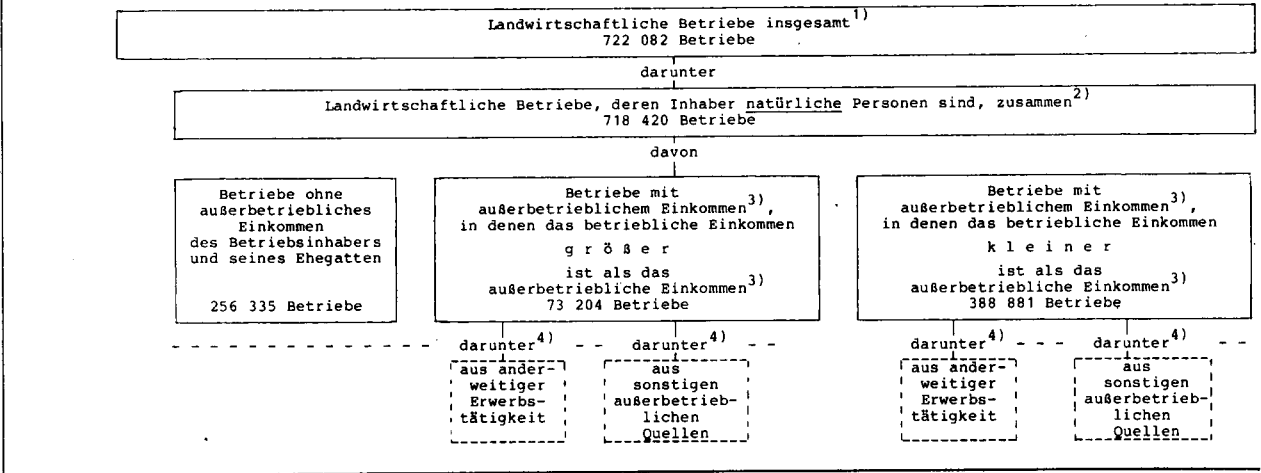 Landwirtschaftliche Betriebe insgesamt1)
722 082 Betriebe
darunter
Landwirtschaftliche Betriebe, deren Inhaber natürliche Personen sind, zusammen2)
718 420 Betriebe
davon
Betriebe ohne
außerbetriebliches
Einkommen
des Betriebsinhabers
und seines Ehegatten
256 335 Betriebe
Betriebe mit
außerbetrieblichem Einkommen3),
in denen das betriebliche Einkommen
g r ö ß e r
ist als das
außerbetriebliche Einkommen3)
73 204 Betriebe
Betriebe mit
außerbetrieblichem Einkommen3),
in denen das betriebliche Einkommen
k l e i n e r
ist als das
außerbetriebliche Einkommen3)
388 881 Betriebe
darunter4)
aus ander-
weitiger
Erwerbs-
tätigkeit
darunter4)
aus
sonstigen
außerbetrieb-
lichen
Quellen
darunter4)
aus ander-
weitiger
Erwerbs-
tätigkeit
darunter4)
aus
sonstigen
außerbetrieb-
lichen
Quellen